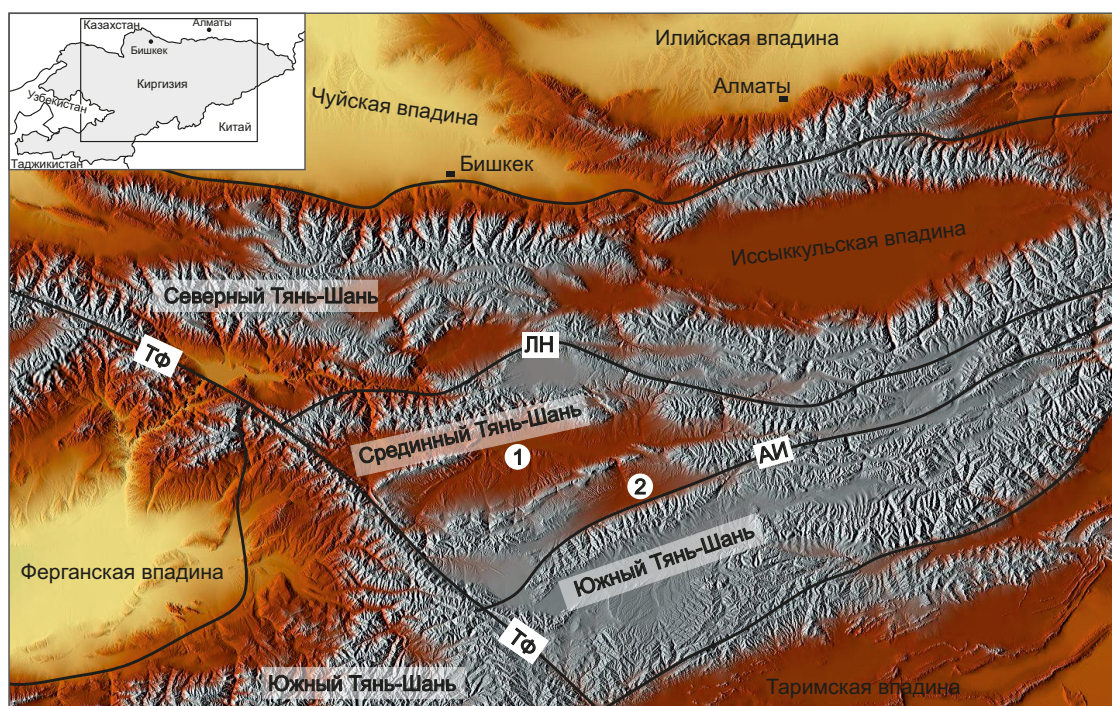 Казахстан
Алматы
Бишкек
Киргизия
Узбекистан
Китай
Таджикистан
Илийская впадина
Алматы
Чуйская впадина
Бишкек
Иссыккульская впадина
Северный Тянь-Шань
ТФ
ЛН
Срединный Тянь-Шань
1
АИ
2
Южный Тянь-Шань
Ферганская впадина
ТФ
Южный Тянь-Шань
Таримская впадина